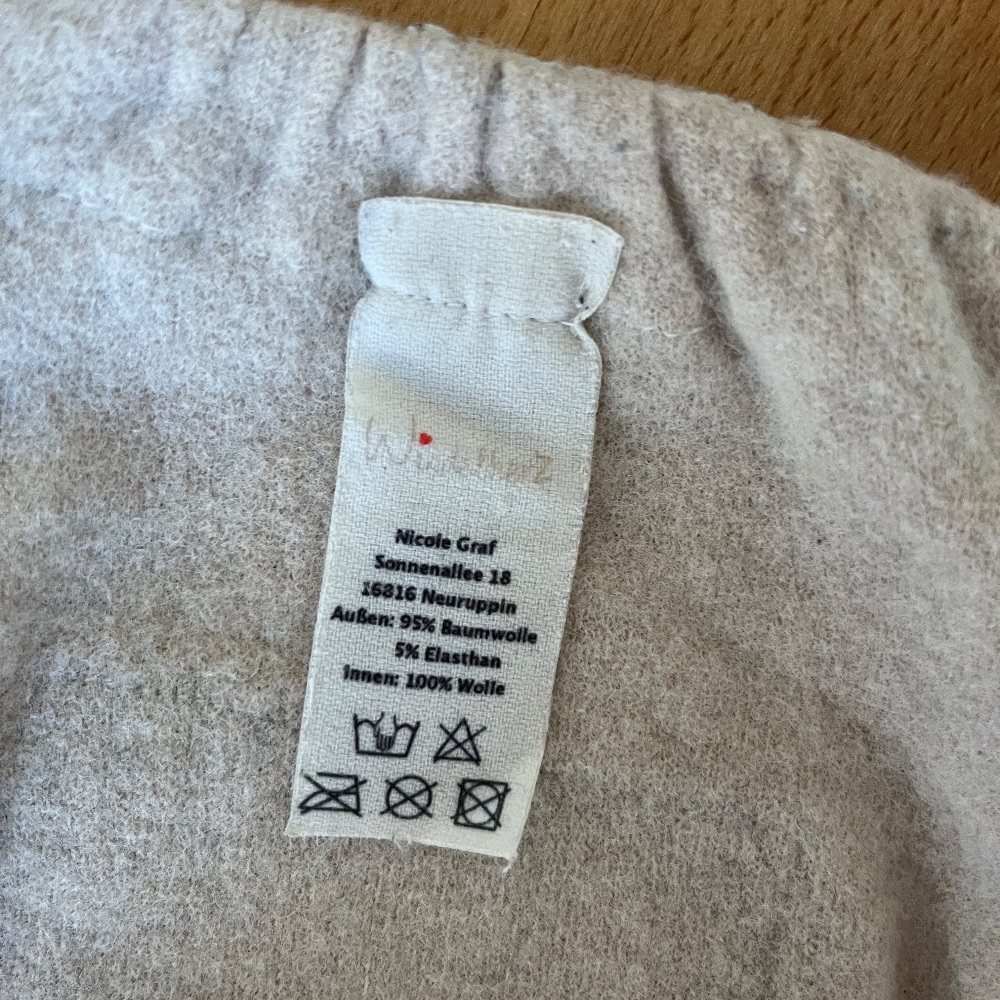 Nicole Graf
Sonnenallee 18
16816 Neuruppin
Außen: 95% Baumwolle
5% Elasthan
Innen: 100% Wolle